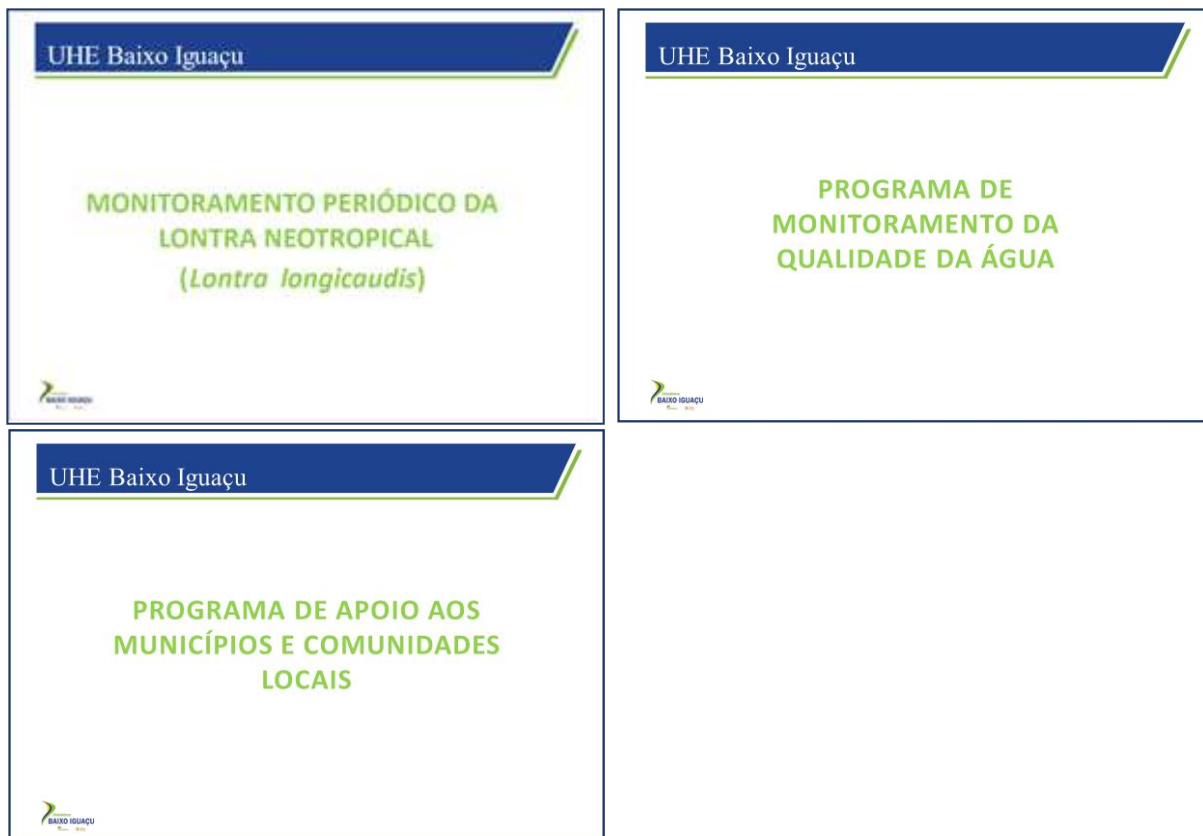 UHE Baixo Iguaçu
MONITORAMENTO PERIÓDICO DA
LONTRA NEOTROPICAL
(Lontra longicaudis)
BAIXO IGUAÇU
UHE Baixo Iguaçu
PROGRAMA DE
MONITORAMENTO DA
QUALIDADE DA ÁGUA
BAIXO IGUAÇU
UHE Baixo Iguaçu
PROGRAMA DE APOIO AOS
MUNICÍPIOS E COMUNIDADES
LOCAIS
BAIXO IGUAÇU